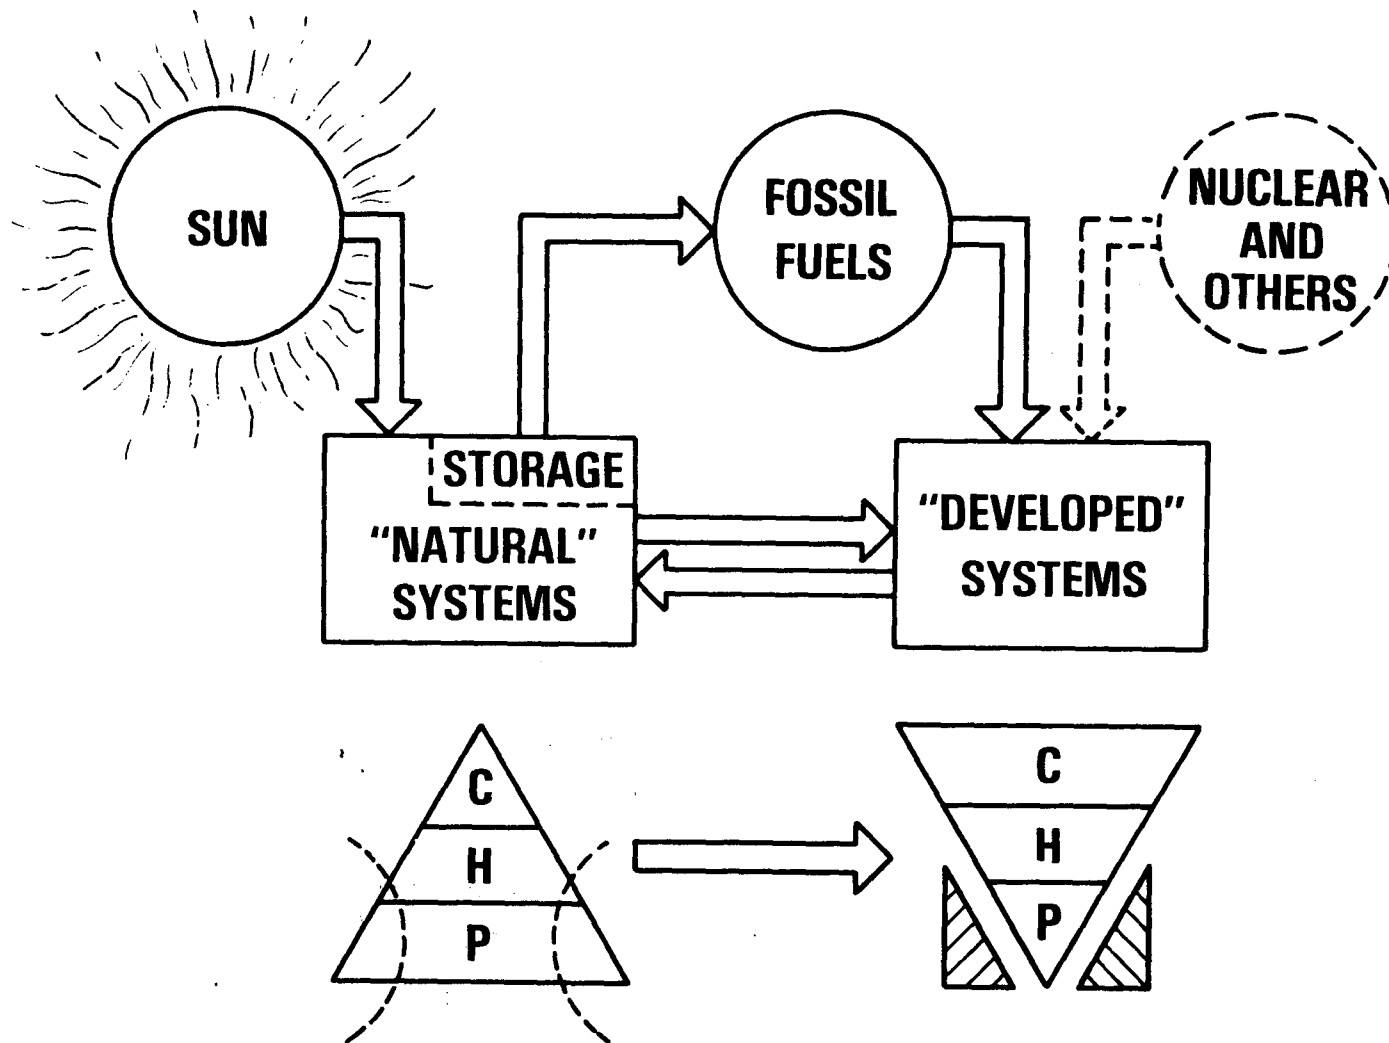 SUN
FOSSIL
FUELS
NUCLEAR
AND
OTHERS
STORAGE
"NATURAL"
SYSTEMS
"DEVELOPED"
SYSTEMS
C
H
P
C
H
P